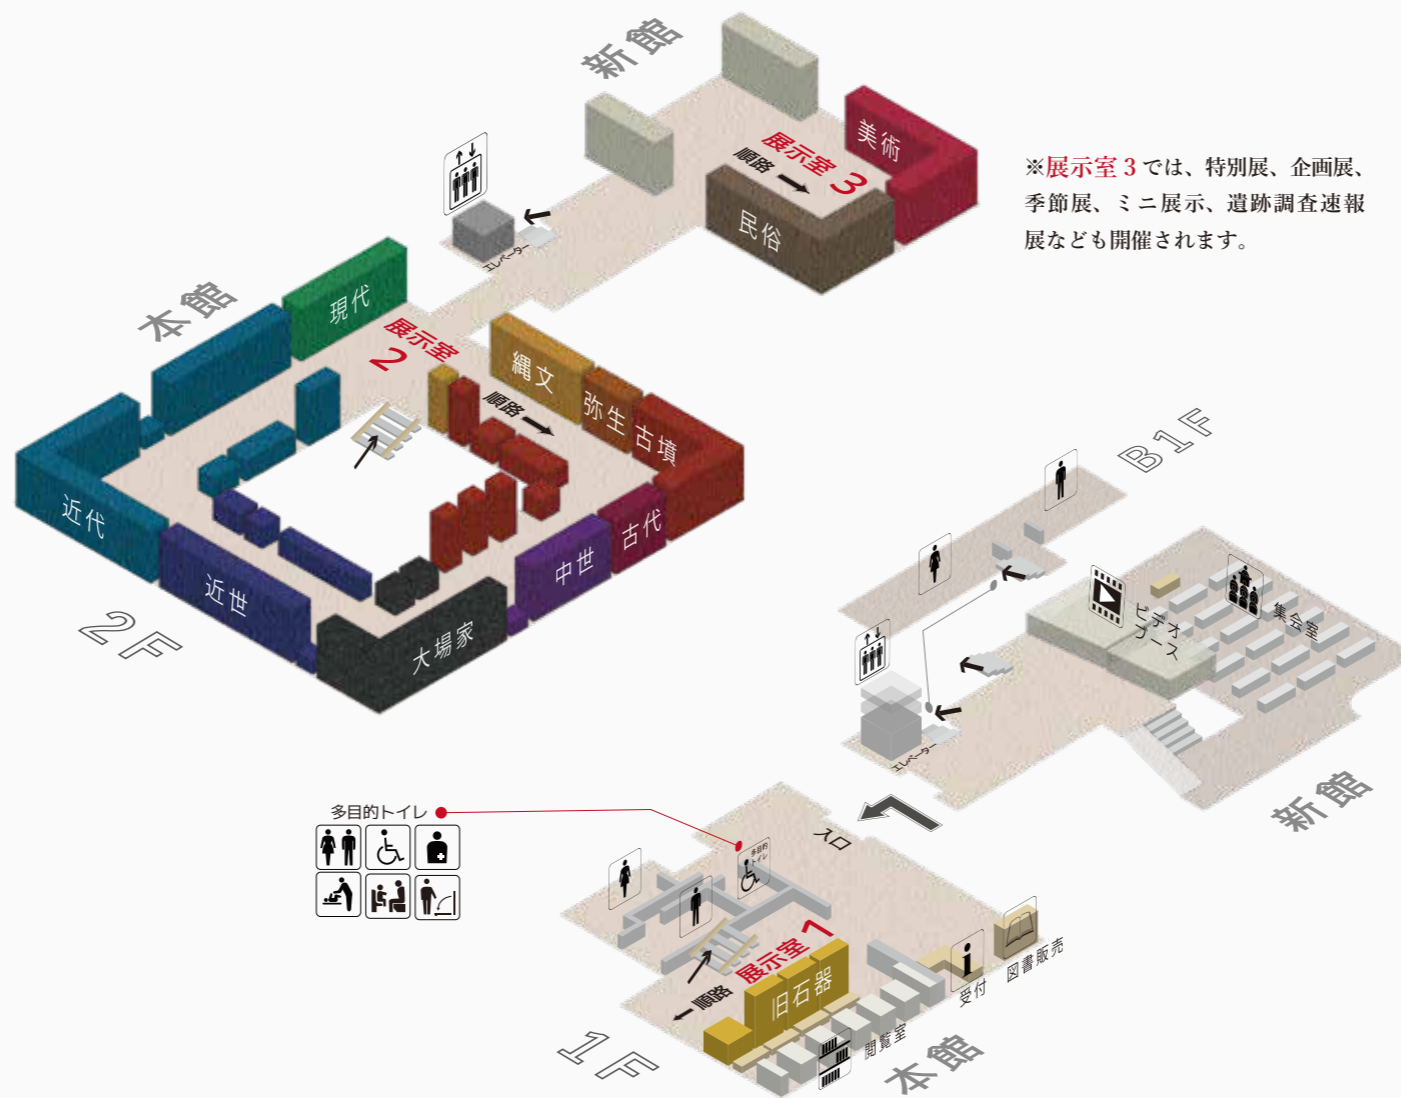 新館
展示室
3
順路
美術
民俗
エレベーター
※展示室 3 では、特別展、企画展、
季節展、ミニ展示、遺跡調査速報
展なども開催されます。
本館
現代
展示室
2
順路
縄文
弥生
古墳
近代
近世
大場家
中世
古代
2F
B1F
ビデオ
ブース
集会室
エレベーター
新館
多目的トイレ
多目的
トイレ
入口
展示室 1
順路
旧石器
受付
図書販売
閲覧室
本館
1F